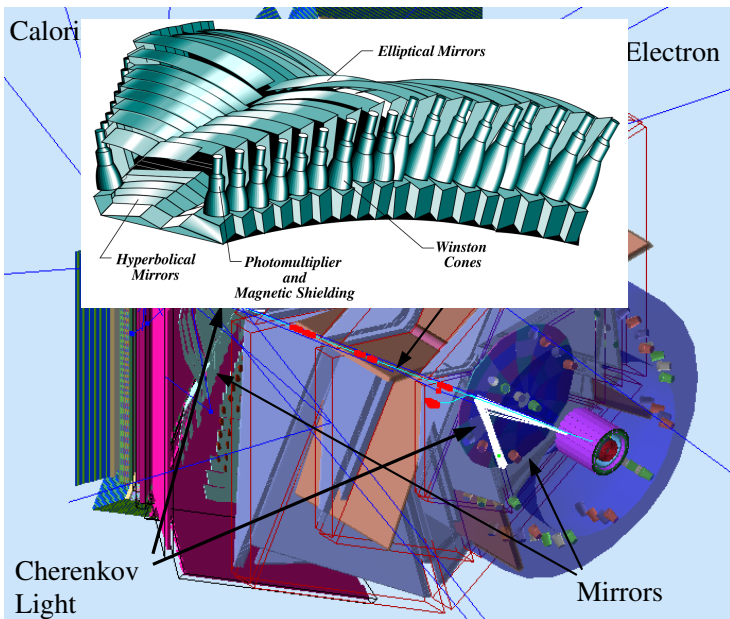 Calori
Electron
Elliptical Mirrors
Hyperbolical
Mirrors
Photomultiplier
and
Magnetic Shielding
Winston
Cones
Cherenkov
Light
Mirrors